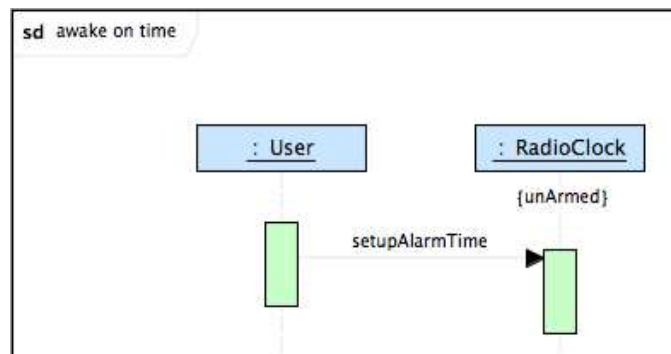 sd awake on time
: User
: RadioClock
{unArmed}
setupAlarmTime